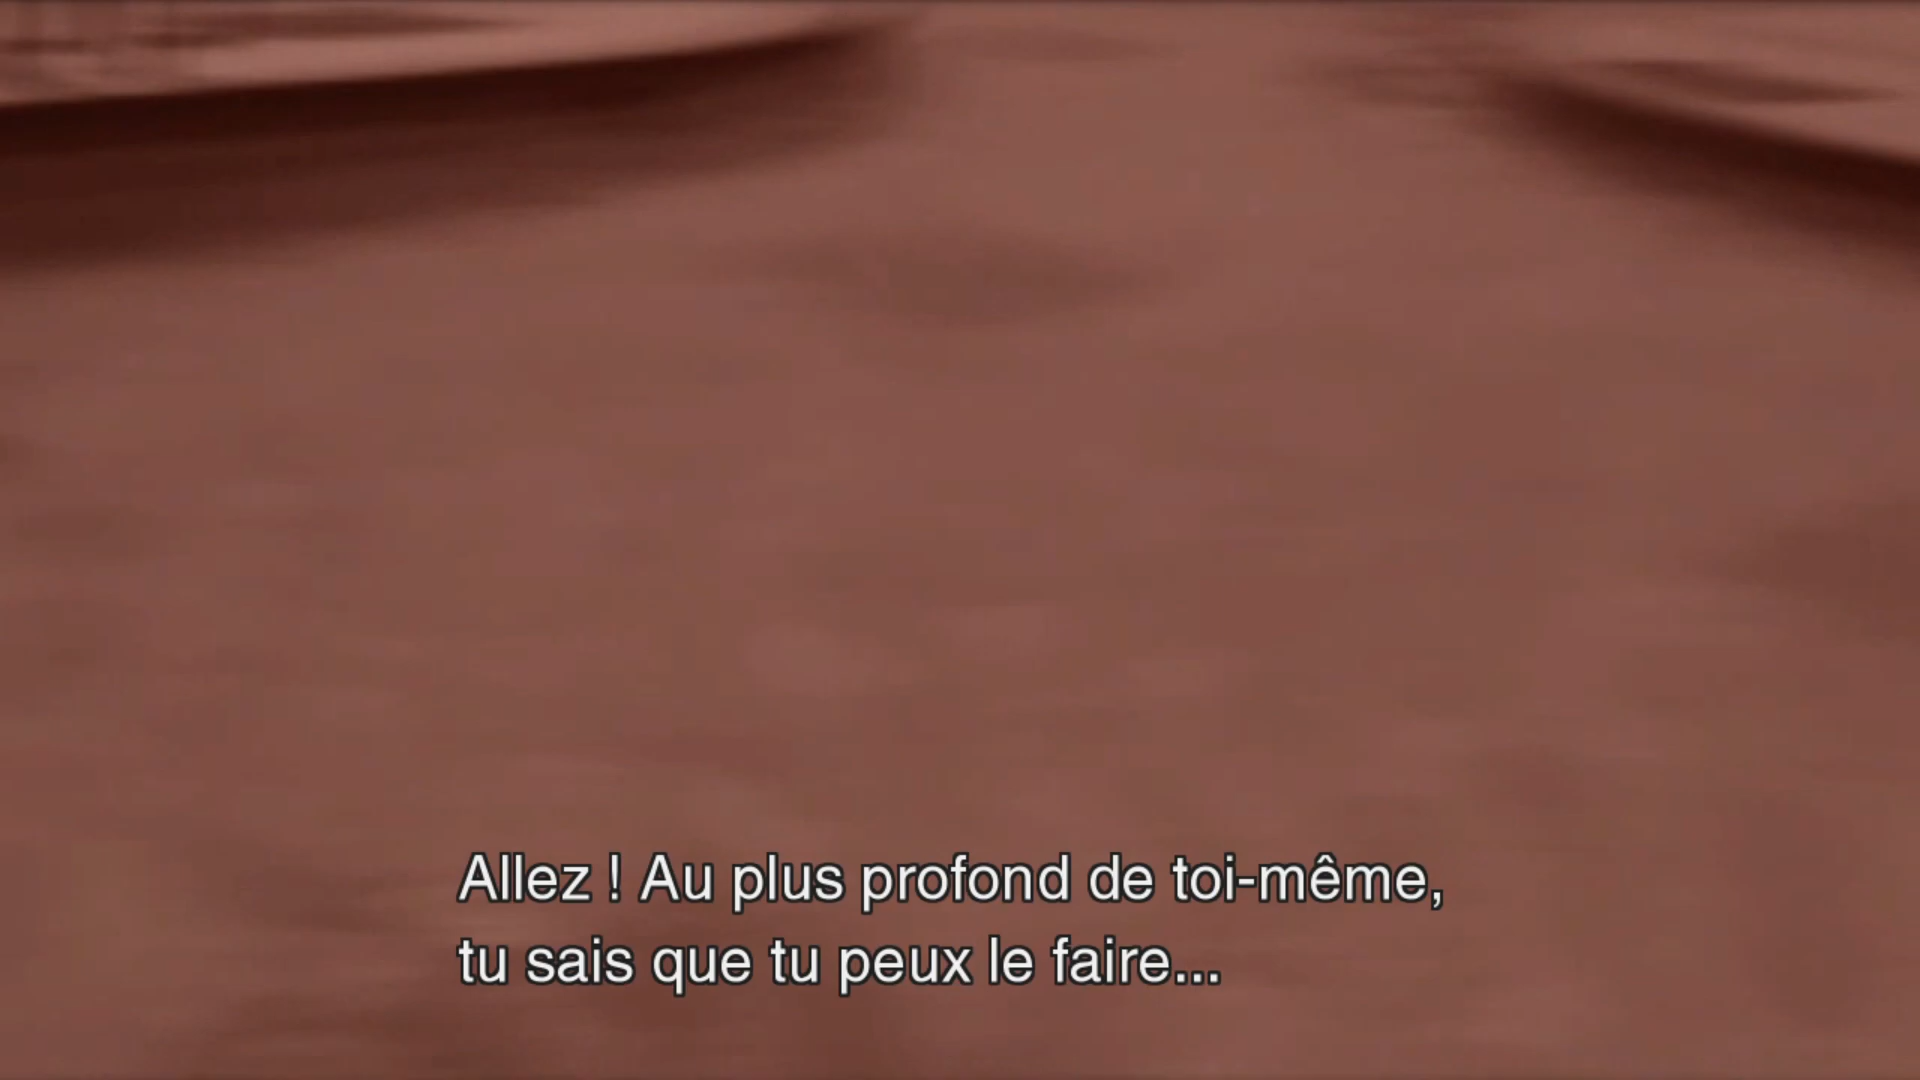 Allez ! Au plus profond de toi-même,
tu sais que tu peux le faire...